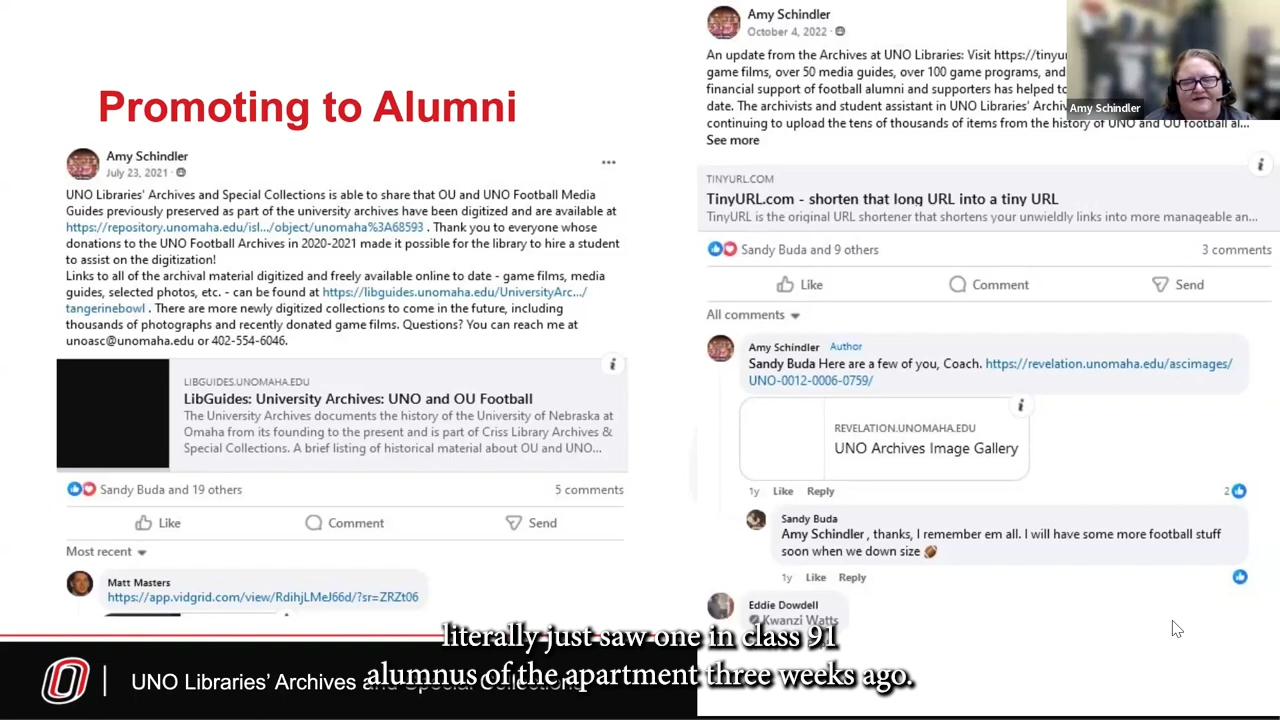 Promoting to Alumni
Amy Schindler
July 23, 2021 ·
UNO Libraries' Archives and Special Collections is able to share that OU and UNO Football Media
Guides previously preserved as part of the university archives have been digitized and are available at
https://repository.unomaha.edu/isl.../object/unomaha%3A68593 . Thank you to everyone whose
donations to the UNO Football Archives in 2020-2021 made it possible for the library to hire a student
to assist on the digitization!
Links to all of the archival material digitized and freely available online to date - game films, media
guides, selected photos, etc. - can be found at https://libguides.unomaha.edu/UniversityArc.../
tangerinebowl . There are more newly digitized collections to come in the future, including
thousands of photographs and recently donated game films. Questions? You can reach me at
unoasc@unomaha.edu or 402-554-6046.
LIBGUIDES.UNOMAHA.EDU
LibGuides: University Archives: UNO and OU Football
The University Archives documents the history of the University of Nebraska at
Omaha from its founding to the present and is part of Criss Library Archives &
Special Collections. A brief listing of historical material about OU and UNO...
Sandy Buda and 19 others 5 comments
Like Comment Send
Most recent
Matt Masters
https://app.vidgrid.com/view/RdihjLMeJ66d/?sr=ZRZt06
Amy Schindler
October 4, 2022 ·
An update from the Archives at UNO Libraries: Visit https://tinyu
game films, over 50 media guides, over 100 game programs, and
financial support of football alumni and supporters has helped to
date. The archivists and student assistant in UNO Libraries' Archiv
continuing to upload the tens of thousands of items from the history of UNO and OU football al...
See more
TINYURL.COM
TinyURL.com - shorten that long URL into a tiny URL
TinyURL is the original URL shortener that shortens your unwieldly links into more manageable an...
Sandy Buda and 9 others 3 comments
Like Comment Send
All comments
Amy Schindler Author
Sandy Buda Here are a few of you, Coach. https://revelation.unomaha.edu/ascimages/
UNO-0012-0006-0759/
REVELATION.UNOMAHA.EDU
UNO Archives Image Gallery
1y Like Reply 2
Sandy Buda
Amy Schindler , thanks, I remember em all. I will have some more football stuff
soon when we down size
1y Like Reply
Eddie Dowdell
Kwanzi Watts
Amy Schindler
literally just saw one in class 91
alumnus of the apartment three weeks ago.
UNO Libraries' Archives and Special Collections